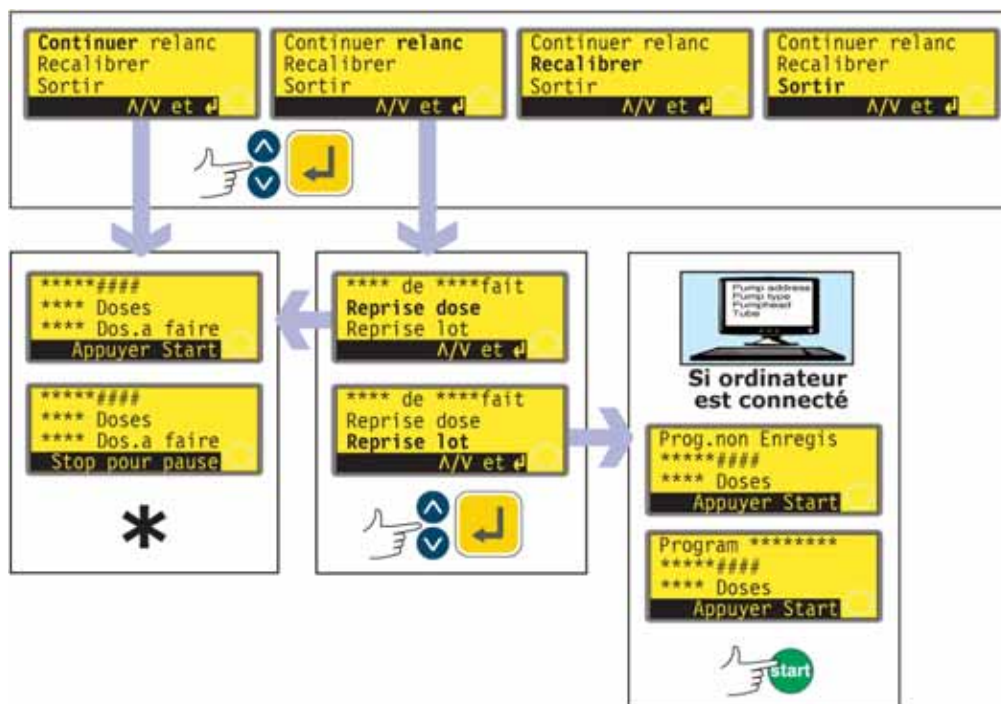 Continuer relanc
Recalibrer
Sortir
∧/∨ et ↲
Continuer relanc
Recalibrer
Sortir
∧/∨ et ↲
Continuer relanc
Recalibrer
Sortir
∧/∨ et ↲
Continuer relanc
Recalibrer
Sortir
∧/∨ et ↲
*****####
**** Doses
**** Dos.a faire
Appuyer Start
*****####
**** Doses
**** Dos.a faire
Stop pour pause
*
**** de ****fait
Reprise dose
Reprise lot
∧/∨ et ↲
**** de ****fait
Reprise dose
Reprise lot
∧/∨ et ↲
Pump address
Pump type
Pumphead
Tube
Si ordinateur
est connecté
Prog.non Enregis
*****####
**** Doses
Appuyer Start
Program ********
*****####
**** Doses
Appuyer Start
start